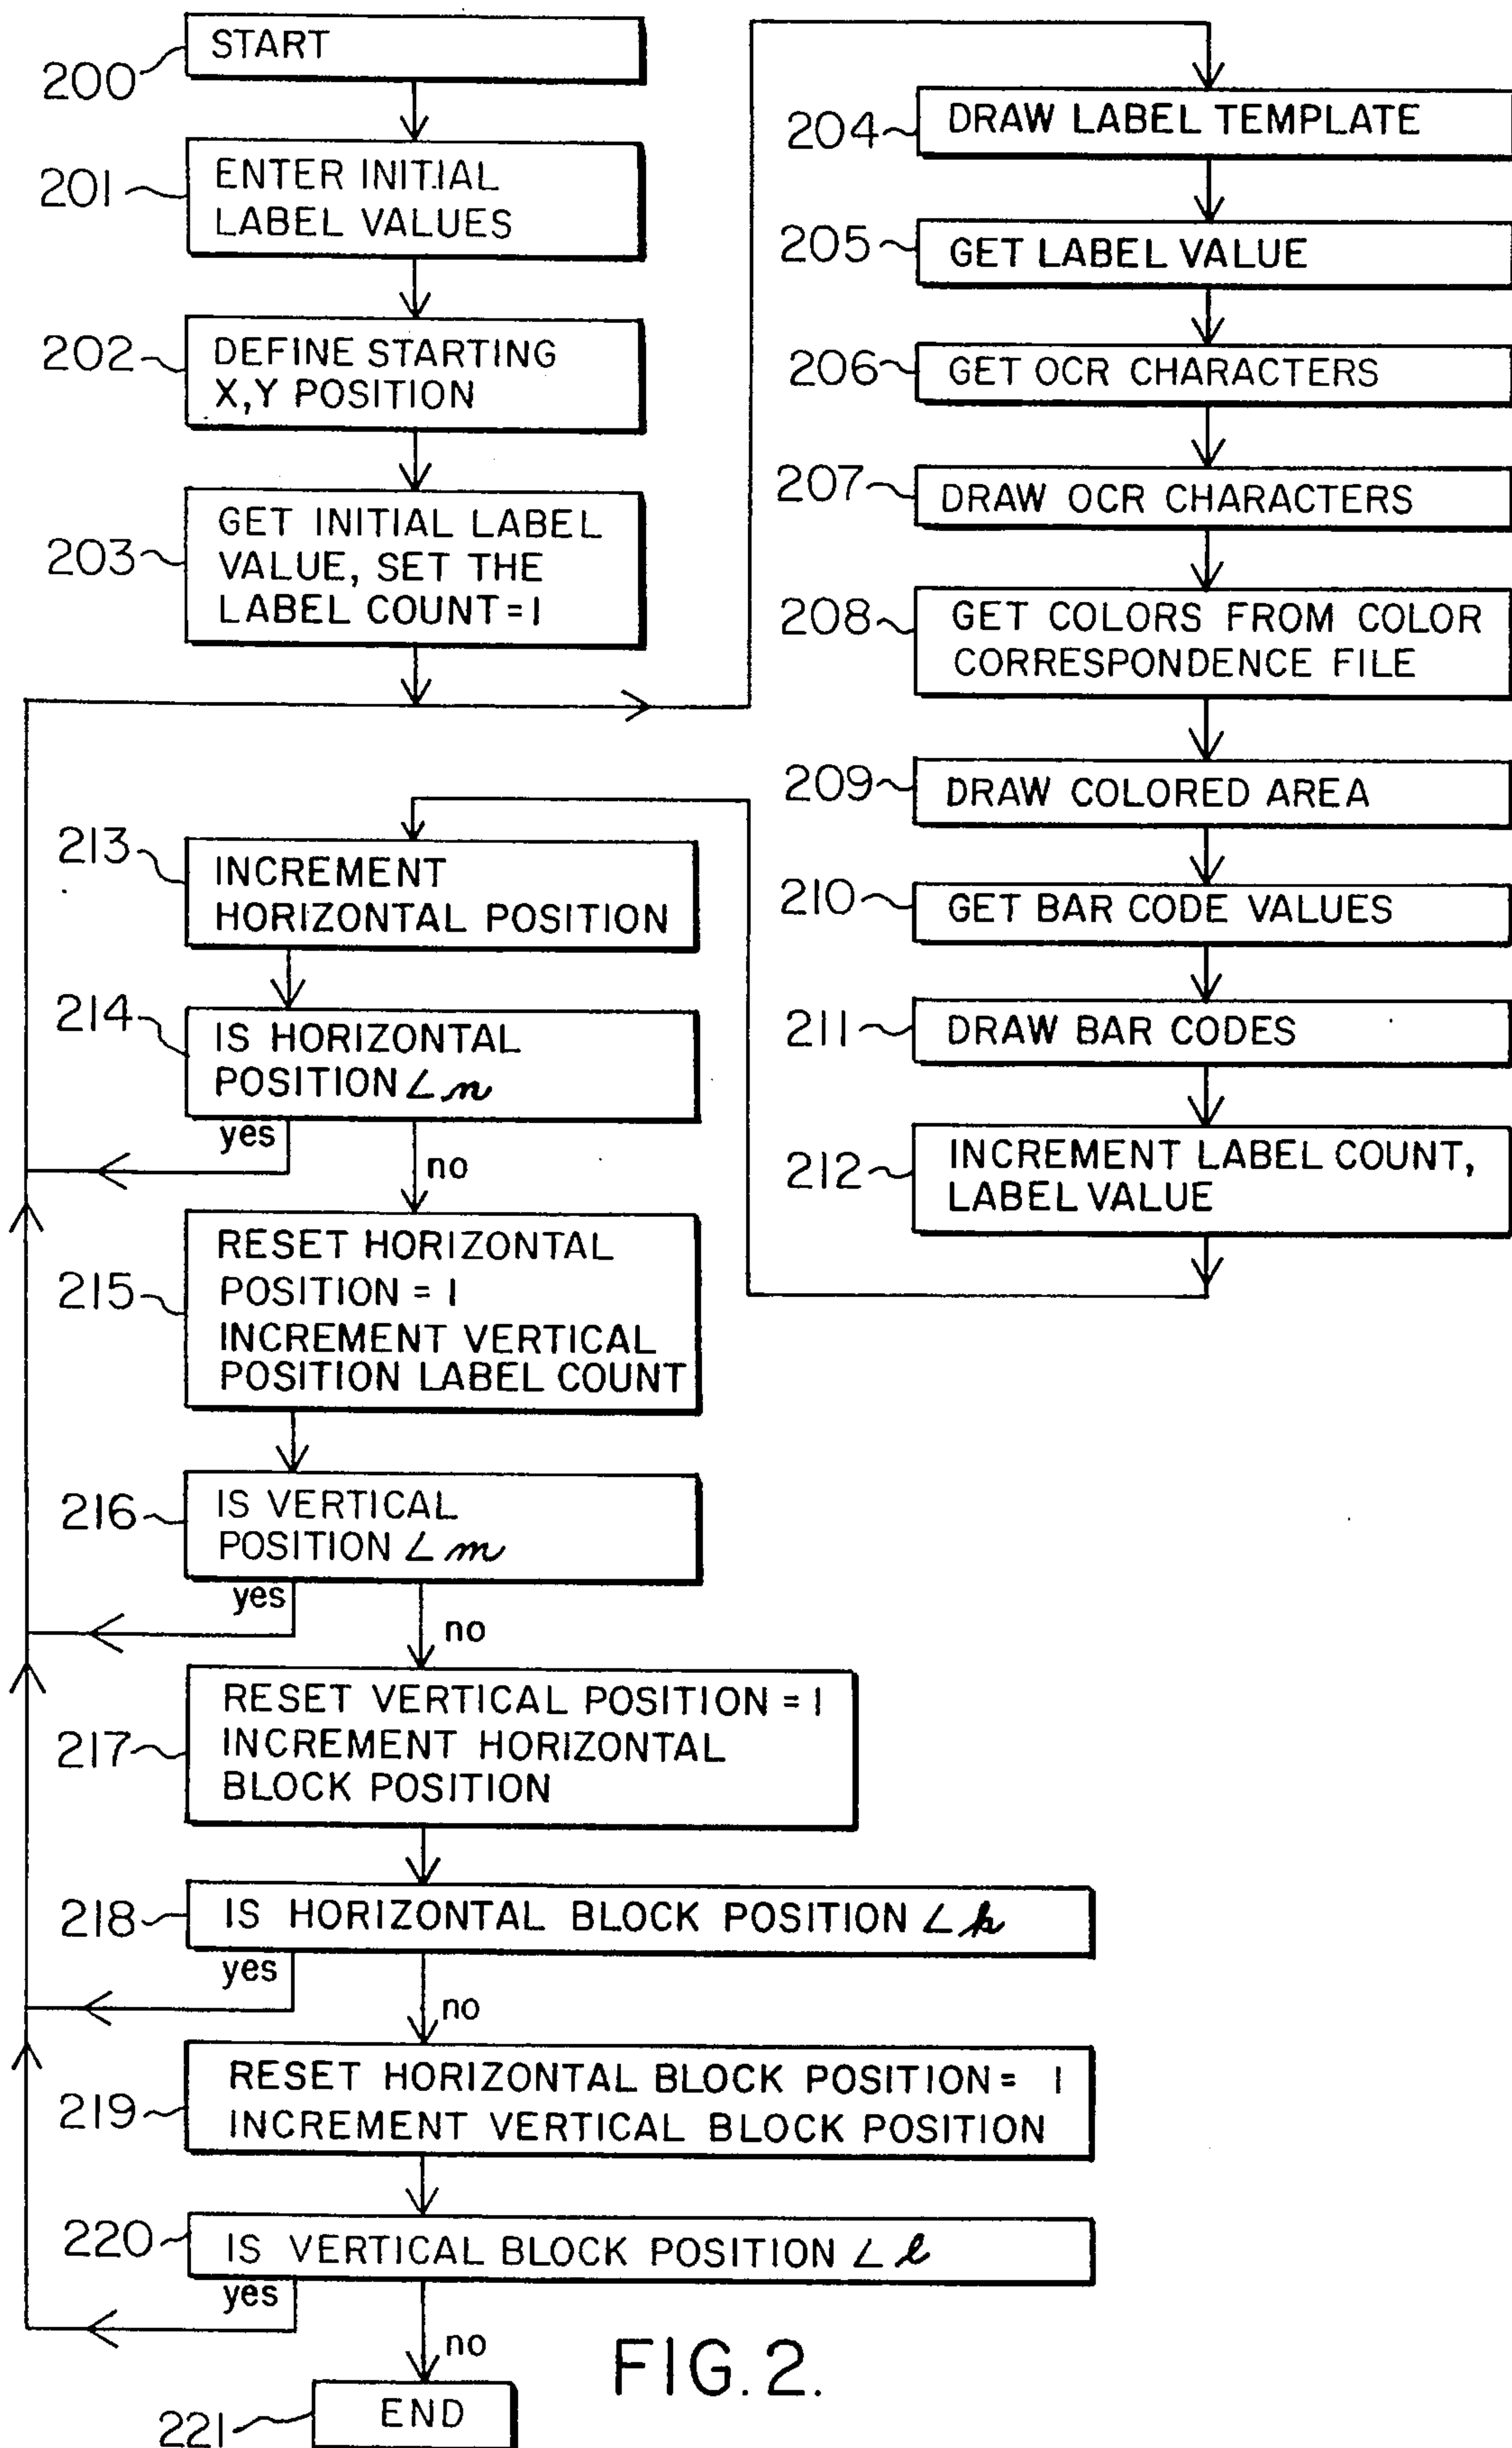 200
START
201
ENTER INITIAL
LABEL VALUES
202
DEFINE STARTING
X,Y POSITION
203
GET INITIAL LABEL
VALUE, SET THE
LABEL COUNT = 1
204
DRAW LABEL TEMPLATE
205
GET LABEL VALUE
206
GET OCR CHARACTERS
207
DRAW OCR CHARACTERS
208
GET COLORS FROM COLOR
CORRESPONDENCE FILE
209
DRAW COLORED AREA
210
GET BAR CODE VALUES
211
DRAW BAR CODES
212
INCREMENT LABEL COUNT,
LABEL VALUE
213
INCREMENT
HORIZONTAL POSITION
214
IS HORIZONTAL
POSITION ∠ n
yes
no
215
RESET HORIZONTAL
POSITION = 1
INCREMENT VERTICAL
POSITION LABEL COUNT
216
IS VERTICAL
POSITION ∠ m
yes
no
217
RESET VERTICAL POSITION = 1
INCREMENT HORIZONTAL
BLOCK POSITION
218
IS HORIZONTAL BLOCK POSITION ∠ k
yes
no
219
RESET HORIZONTAL BLOCK POSITION = 1
INCREMENT VERTICAL BLOCK POSITION
220
IS VERTICAL BLOCK POSITION ∠ l
yes
no
221
END
FIG. 2.